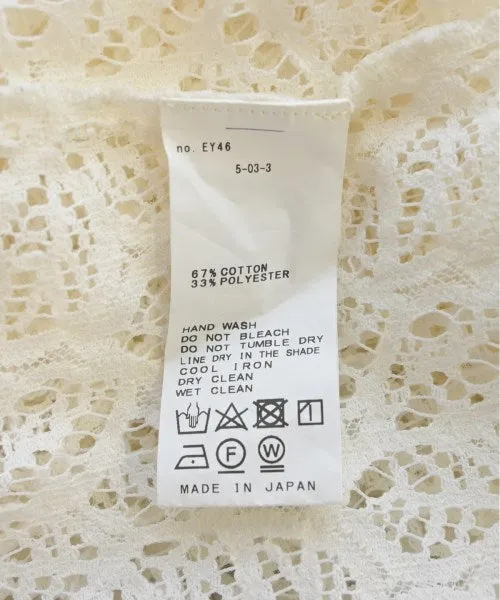 no. EY46
5-03-3
67% COTTON
33% POLYESTER
HAND WASH
DO NOT BLEACH
DO NOT TUMBLE DRY
LINE DRY IN THE SHADE
COOL IRON
DRY CLEAN
WET CLEAN
F W
MADE IN JAPAN